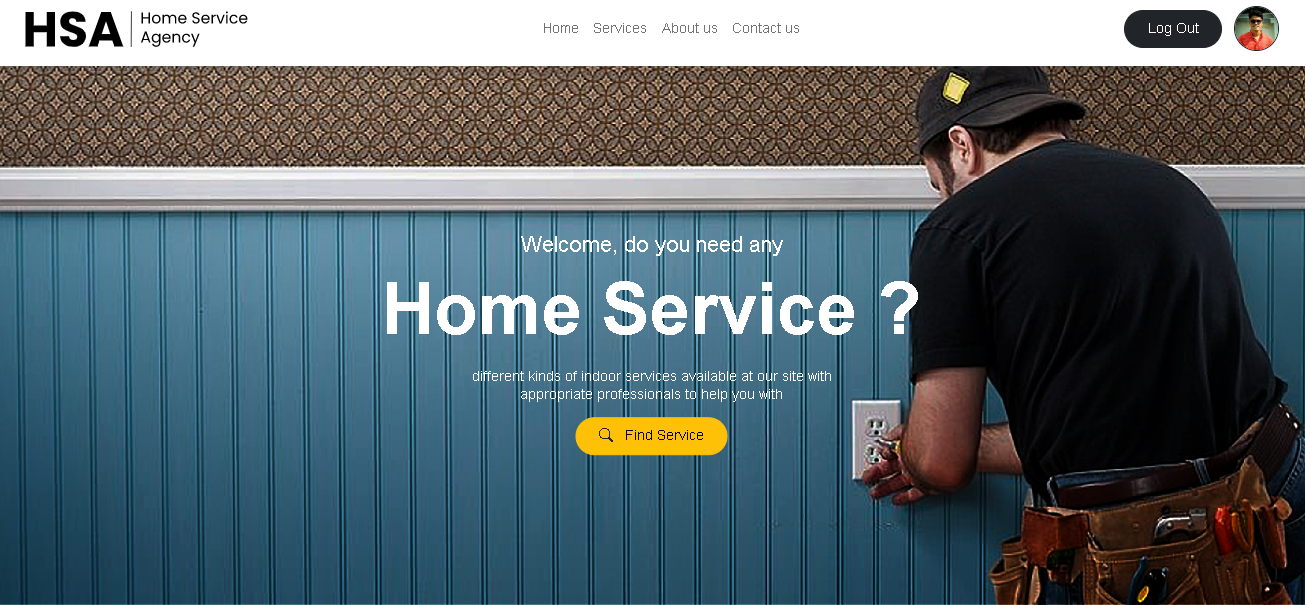 HSA
Home Service
Agency
Home Services About us Contact us
Log Out
Welcome, do you need any
Home Service ?
different kinds of indoor services available at our site with
appropriate professionals to help you with
Find Service